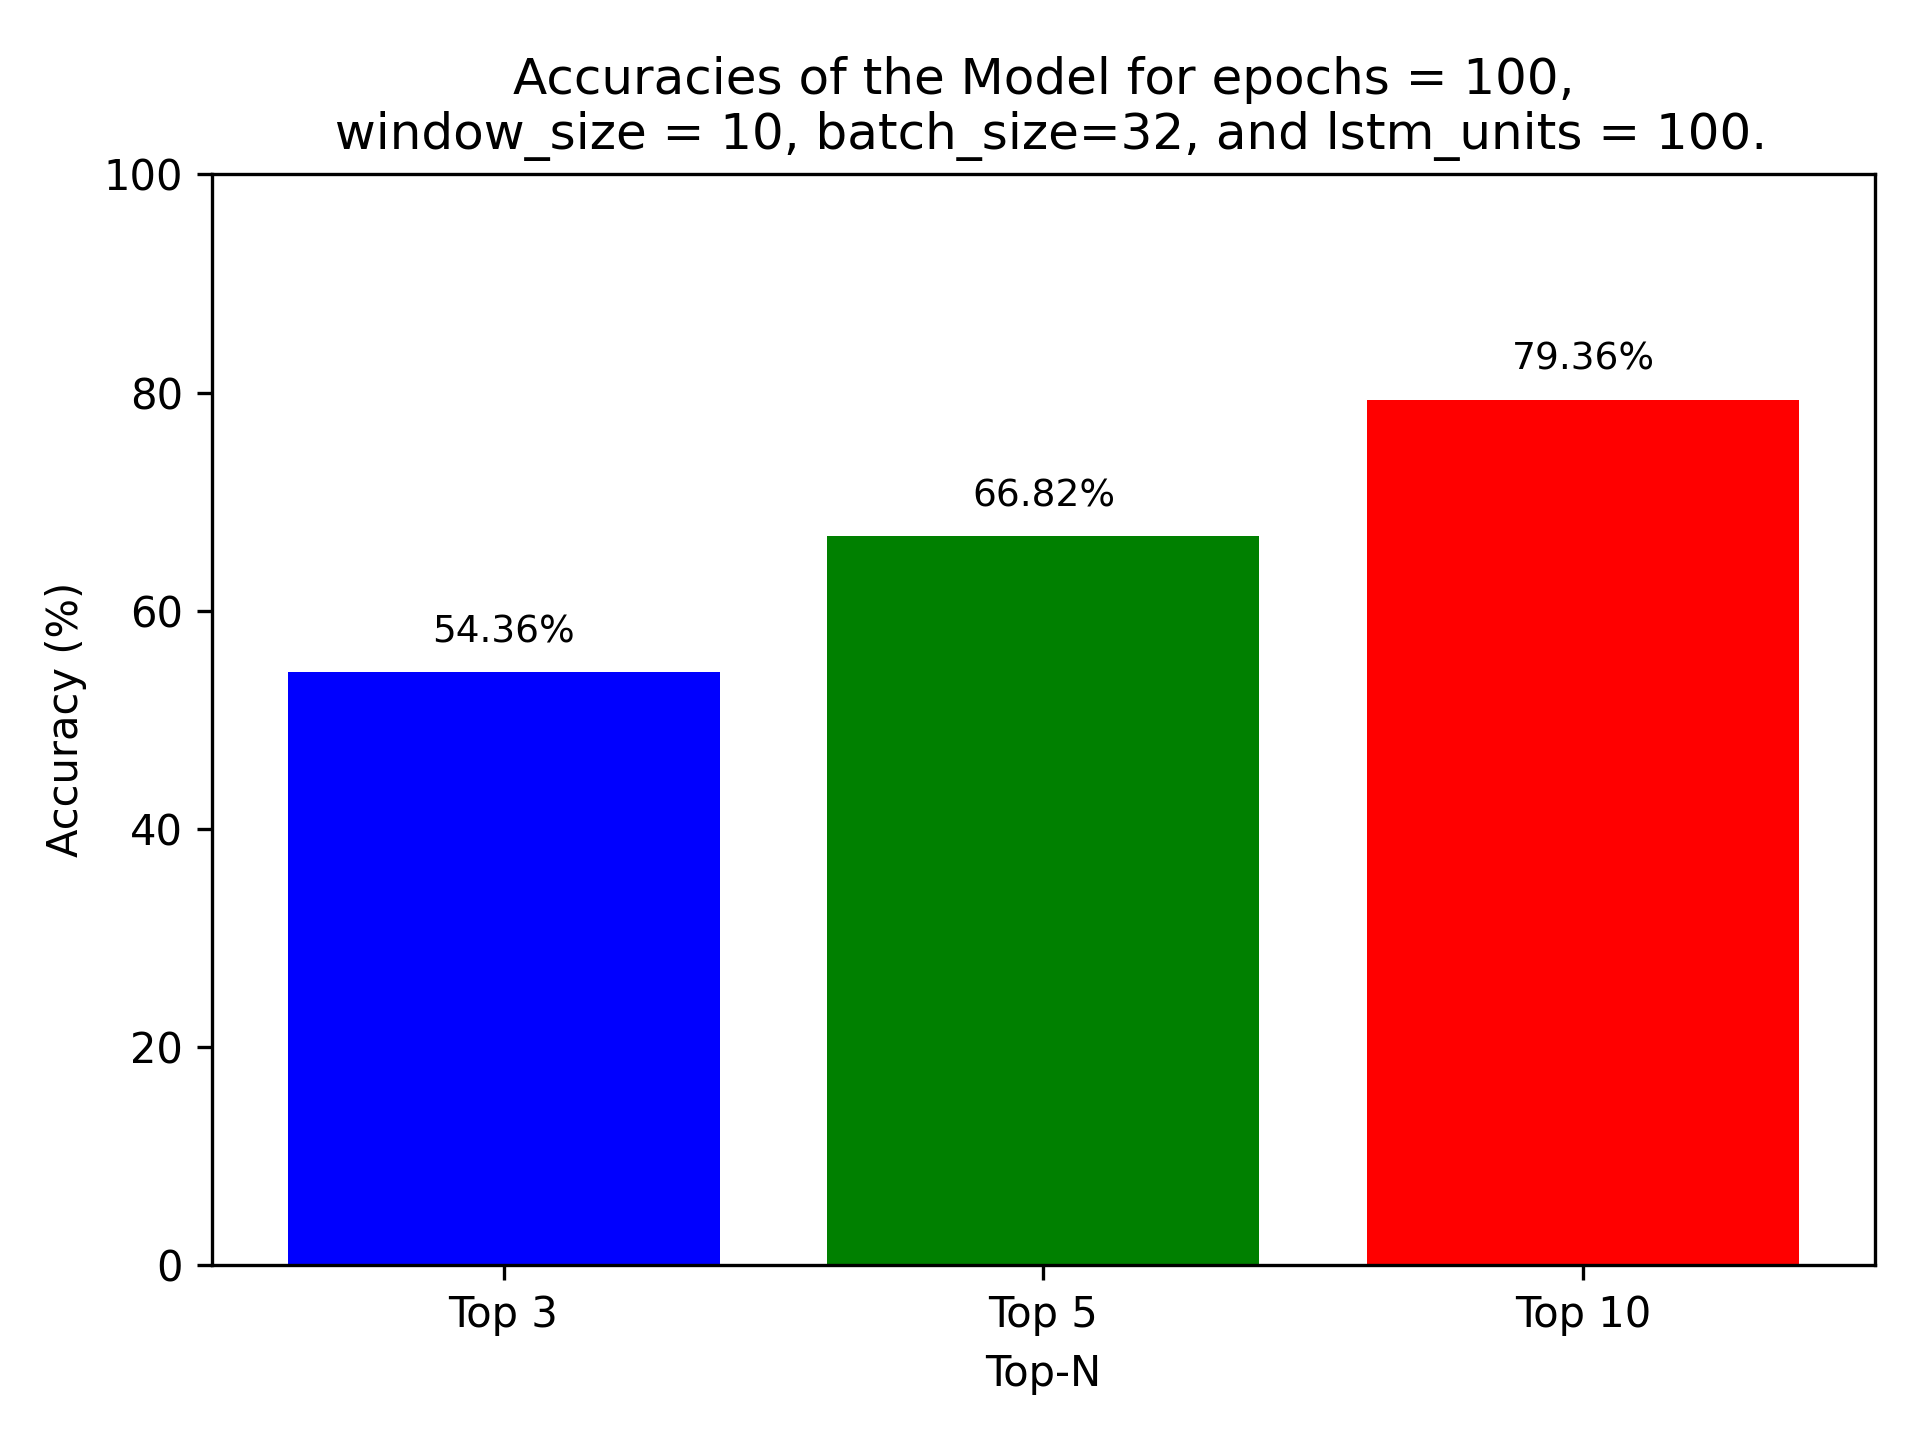 Accuracies of the Model for epochs = 100,
window_size = 10, batch_size=32, and lstm_units = 100.
100
80
60
40
20
0
Accuracy (%)
54.36%
66.82%
79.36%
Top 3
Top 5
Top 10
Top-N